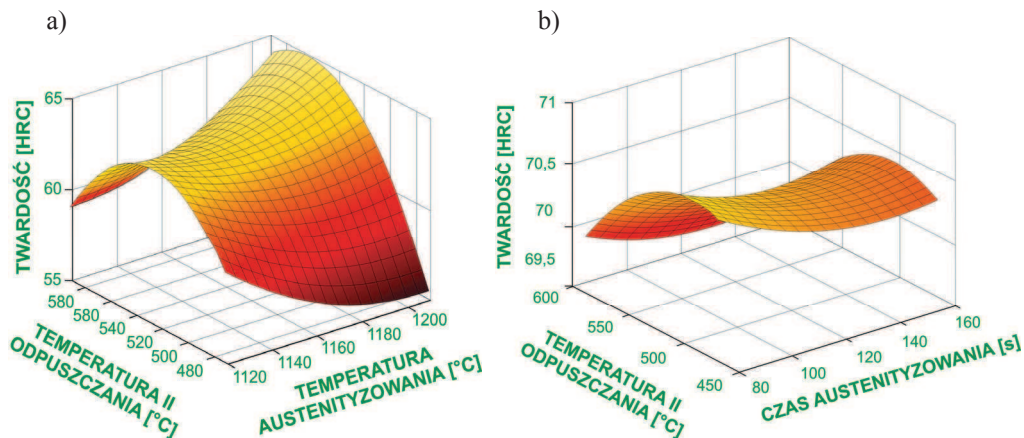 a)
TWARDOŚĆ [HRC]
65
60
55
580
560
540
520
500
480
TEMPERATURA II
ODPUSZCZANIA [°C]
1120
1140
1160
1180
1200
TEMPERATURA
AUSTENITYZOWANIA [°C]
b)
TWARDOŚĆ [HRC]
71
70,5
70
69,5
600
550
500
450
TEMPERATURA II
ODPUSZCZANIA [°C]
80
100
120
140
160
CZAS AUSTENITYZOWANIA [s]